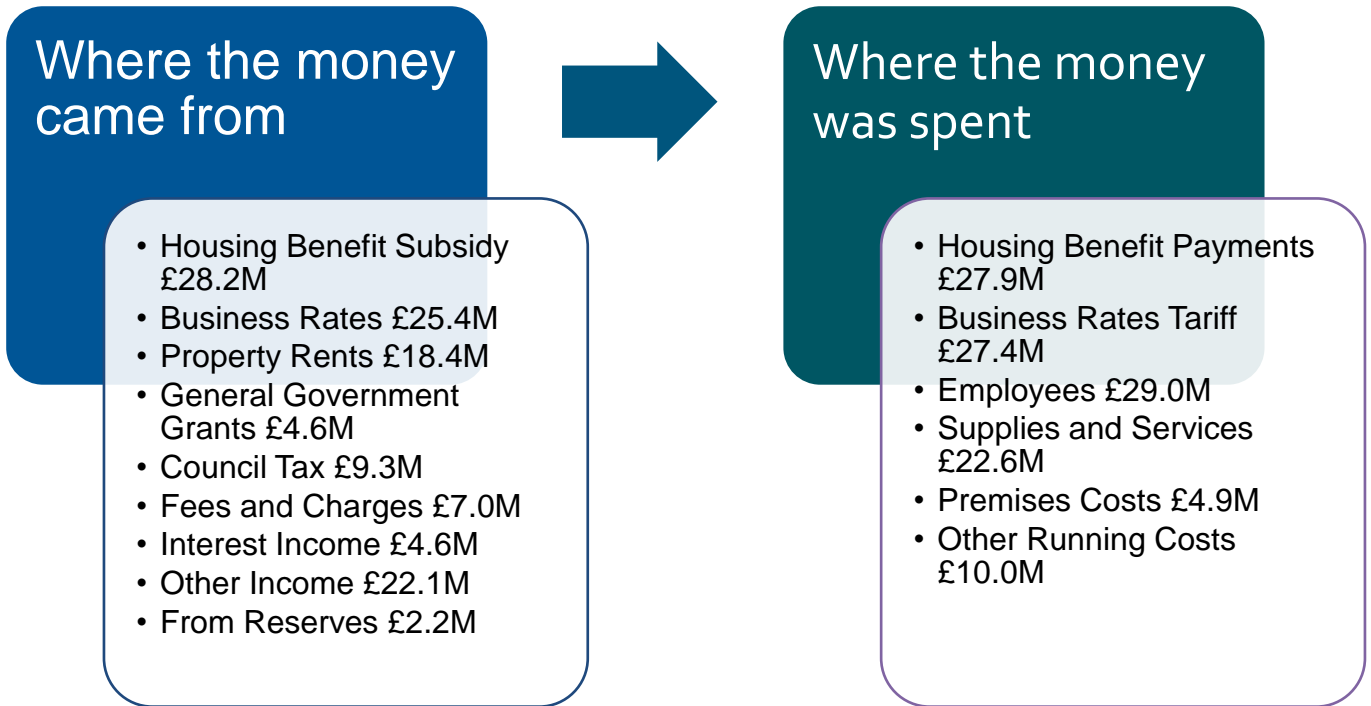 Where the money
came from
• Housing Benefit Subsidy
£28.2M
• Business Rates £25.4M
• Property Rents £18.4M
• General Government
Grants £4.6M
• Council Tax £9.3M
• Fees and Charges £7.0M
• Interest Income £4.6M
• Other Income £22.1M
• From Reserves £2.2M
Where the money
was spent
• Housing Benefit Payments
£27.9M
• Business Rates Tariff
£27.4M
• Employees £29.0M
• Supplies and Services
£22.6M
• Premises Costs £4.9M
• Other Running Costs
£10.0M